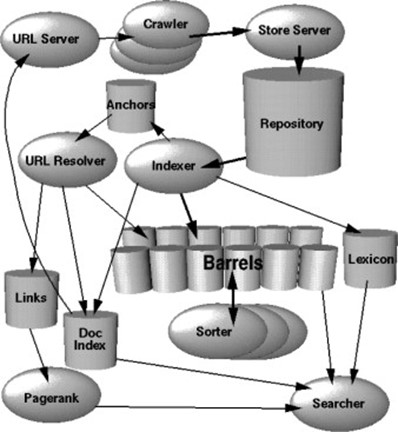 Crawler
URL Server
Store Server
Anchors
Repository
URL Resolver
Indexer
Barrels
Lexicon
Links
Doc
Index
Sorter
Pagerank
Searcher